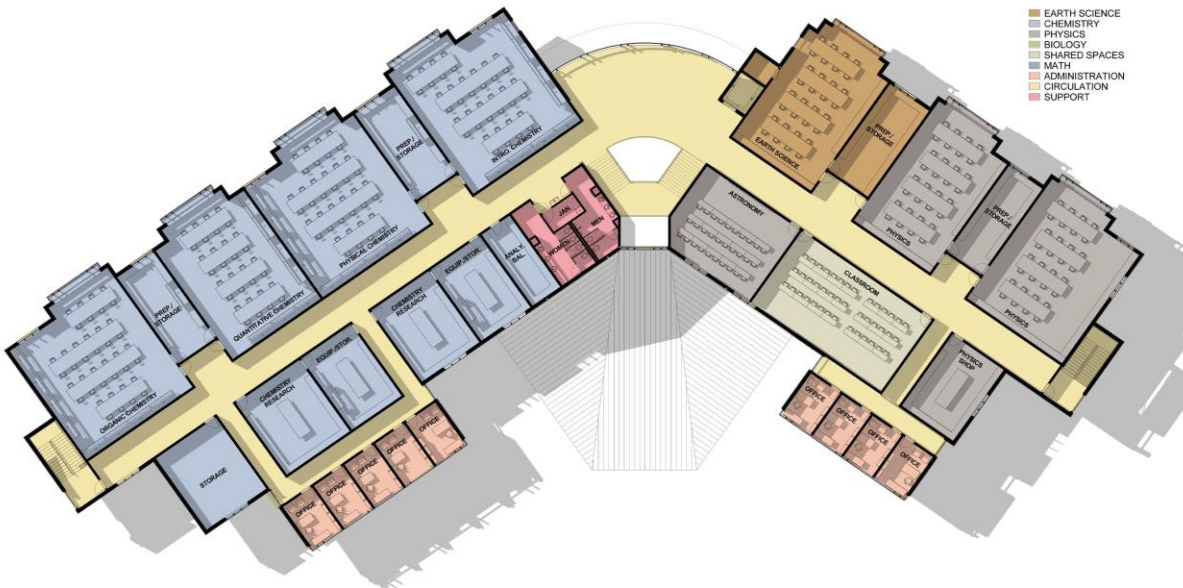 EARTH SCIENCE
CHEMISTRY
PHYSICS
BIOLOGY
SHARED SPACES
MATH
ADMINISTRATION
CIRCULATION
SUPPORT
INTRO. CHEMISTRY
PREP./
STORAGE
PHYSICAL CHEMISTRY
QUANTITATIVE CHEMISTRY
PREP./
STORAGE
ORGANIC CHEMISTRY
EARTH SCIENCE
PREP./
STORAGE
PHYSICS
PREP./
STORAGE
PHYSICS
JAN.
MEN
WOMEN
ANALY.
BAL.
EQUIP./STOR.
CHEMISTRY
RESEARCH
EQUIP./STOR.
CHEMISTRY
RESEARCH
STORAGE
OFFICE
OFFICE
OFFICE
OFFICE
OFFICE
ASTRONOMY
CLASSROOM
PHYSICS
SHOP
OFFICE
OFFICE
OFFICE
OFFICE